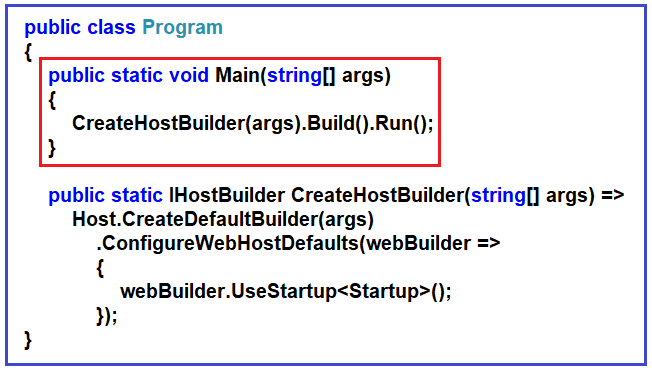 public class Program
{
public static void Main(string[] args)
{
CreateHostBuilder(args).Build().Run();
}
public static IHostBuilder CreateHostBuilder(string[] args) =>
Host.CreateDefaultBuilder(args)
.ConfigureWebHostDefaults(webBuilder =>
{
webBuilder.UseStartup<Startup>();
});
}